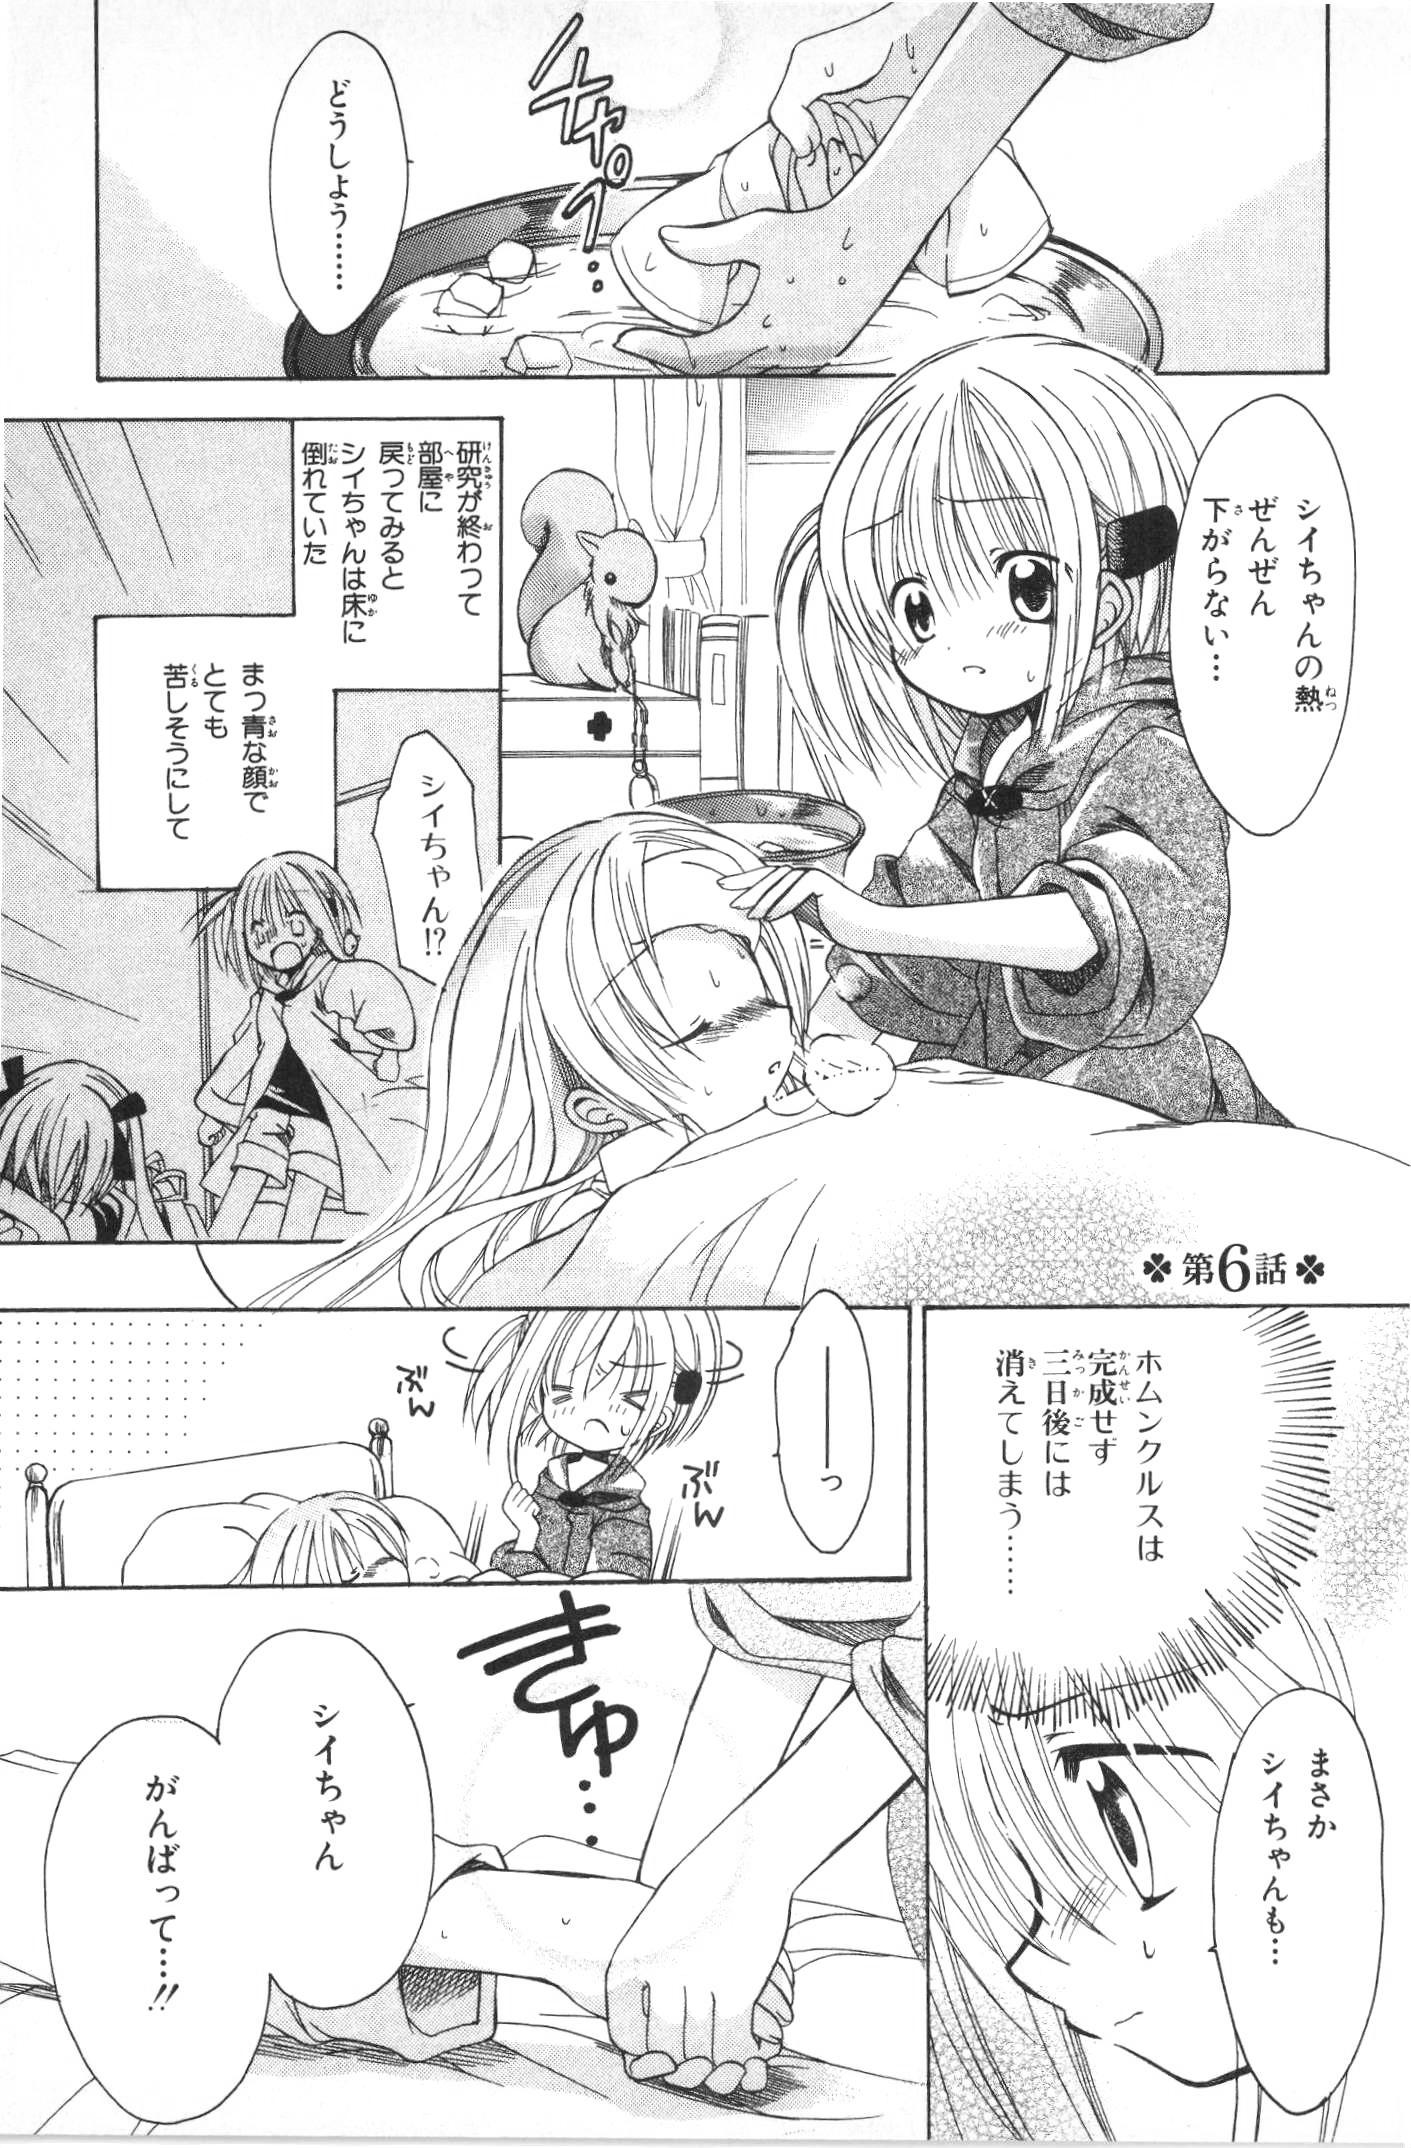 チャプ…
どうしよう……
シイちゃんの熱
ぜんぜん
下がらない…
研究が終わって
部屋に
戻ってみると
シイちゃんは床に
倒れていた
まっ青な顔で
とても
苦しそうにして
シイちゃん!?
第6話
ホムンクルスは
完成せず
三日後には
消えてしまう……
まさか
シイちゃんも…
――っ
ぶん
ぶん
きゅ…
シイちゃん
がんばって…!!